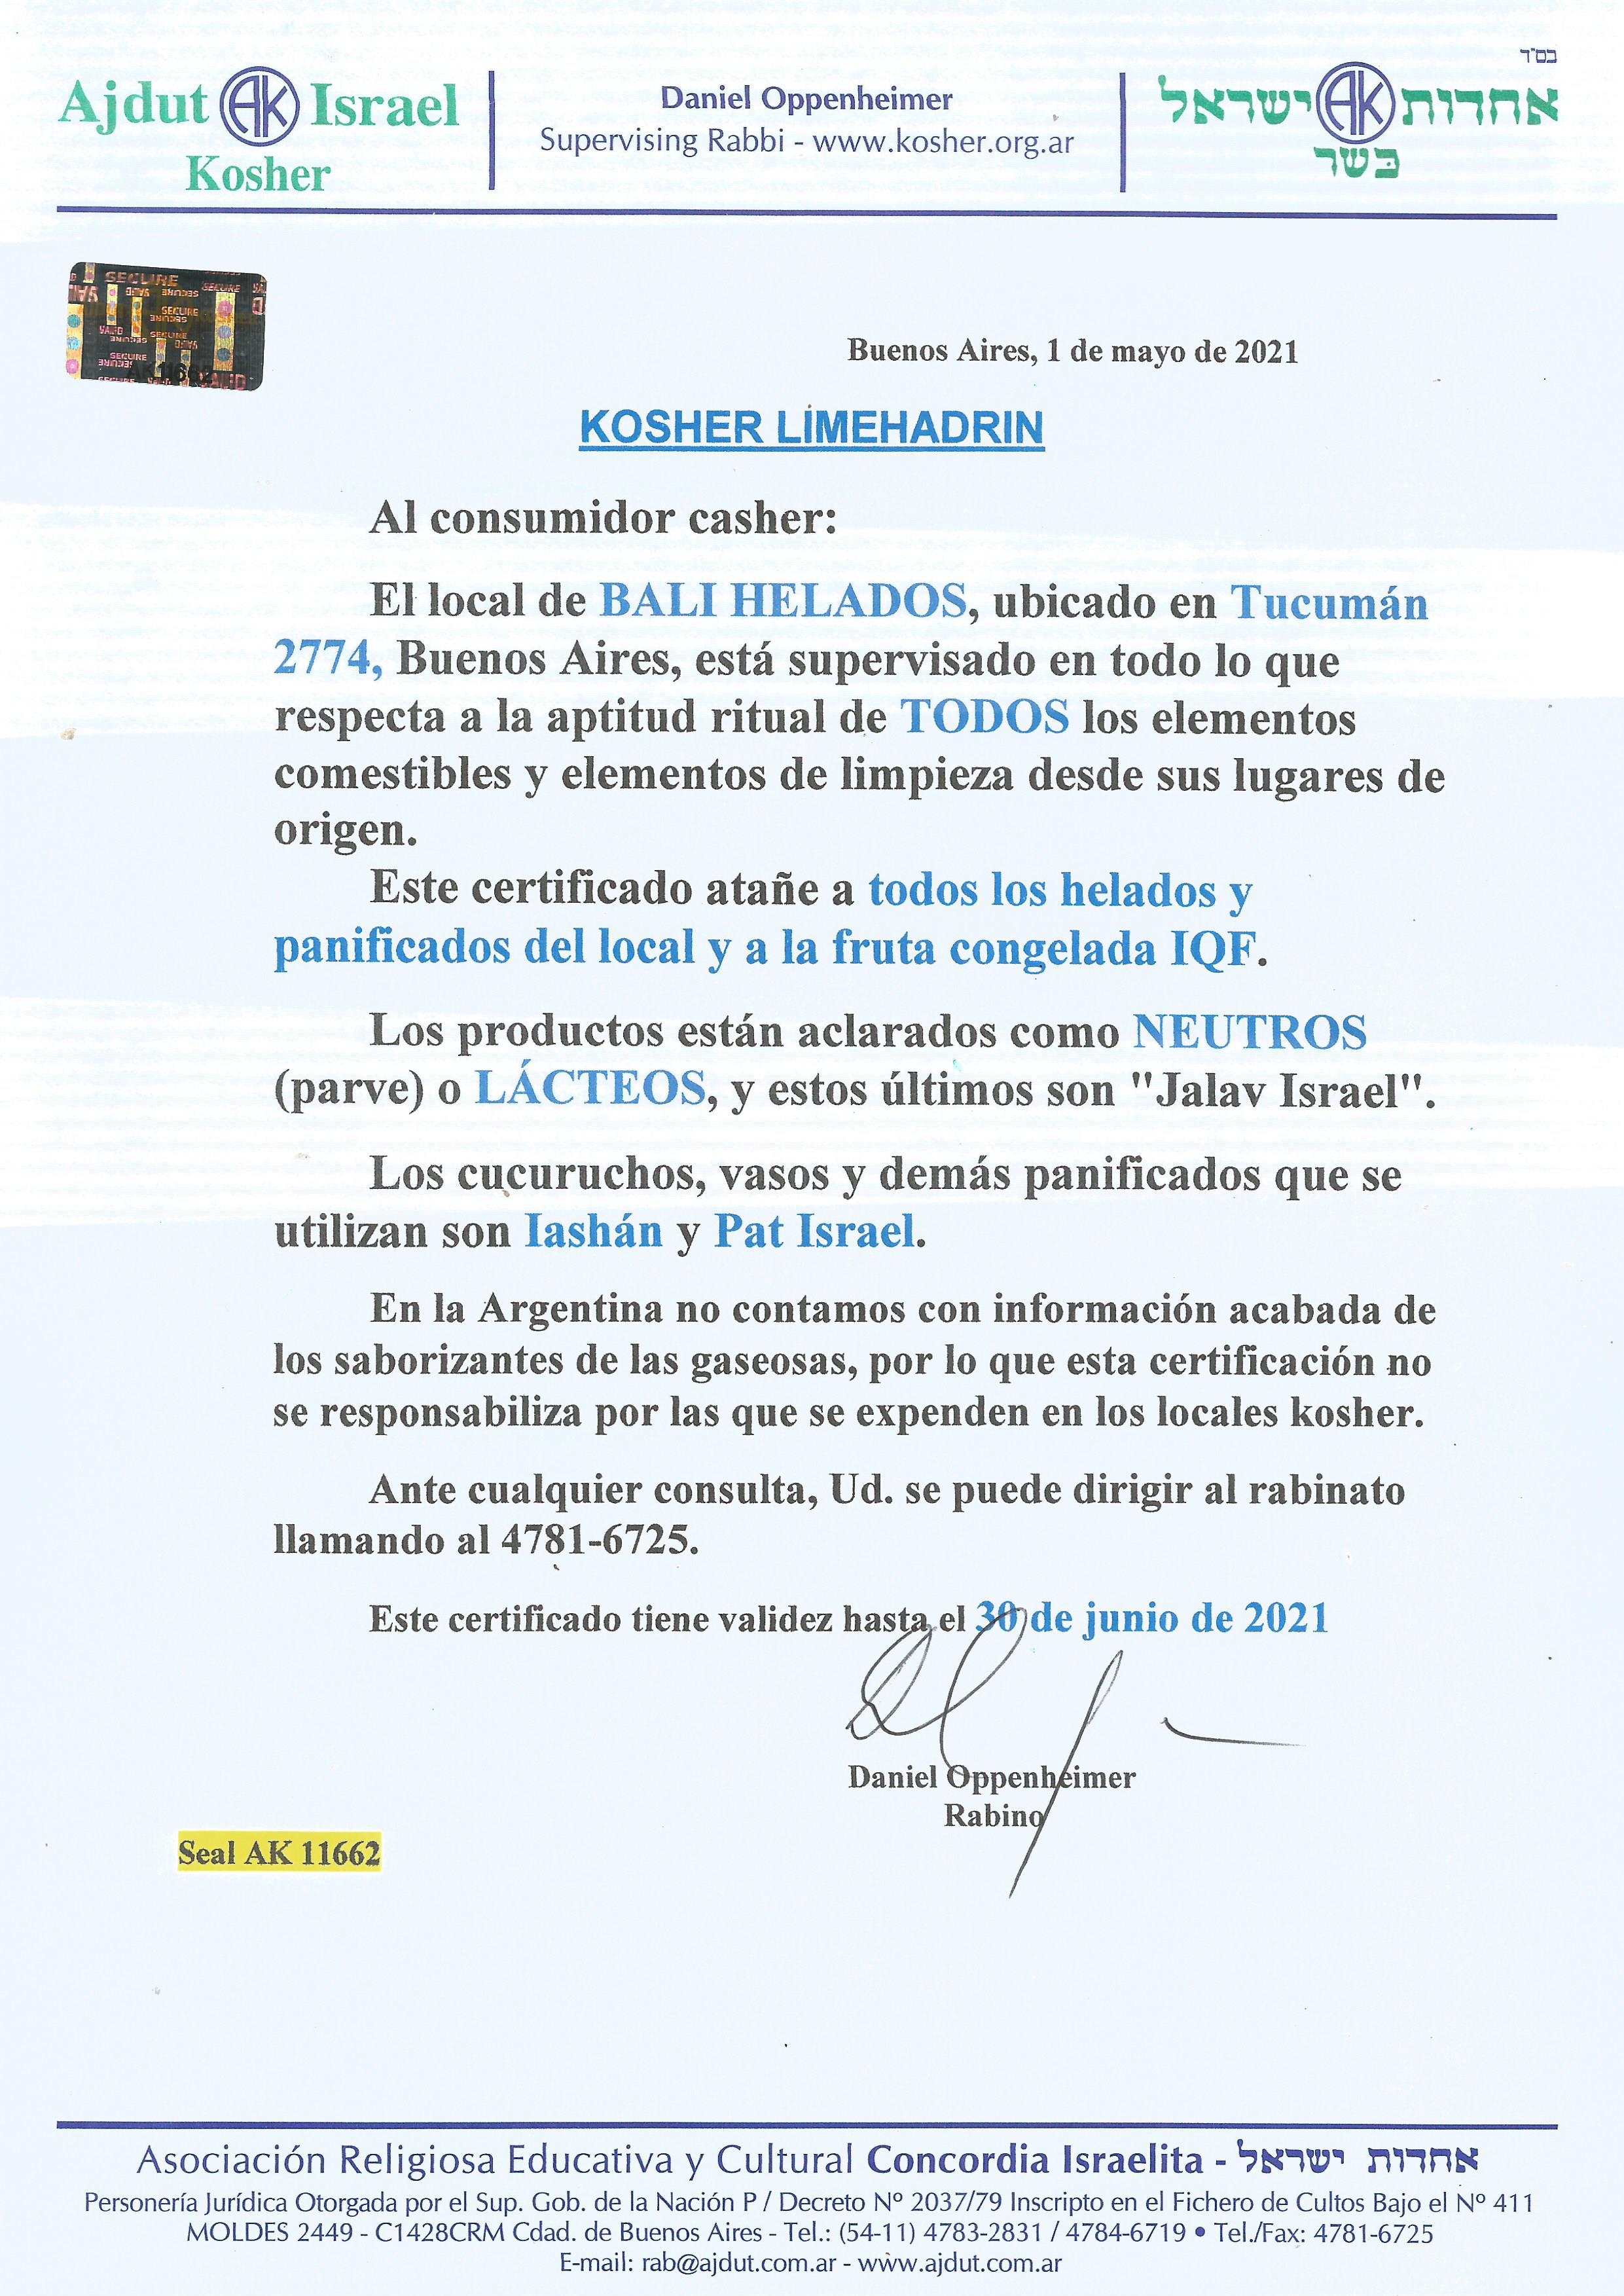 בס"ד
Ajdut AK Israel
Kosher
Daniel Oppenheimer
Supervising Rabbi - www.kosher.org.ar
אחדות AK ישראל
כשר
SECURE
VALID
AK11662
Buenos Aires, 1 de mayo de 2021
KOSHER LIMEHADRIN
Al consumidor casher:
El local de BALI HELADOS, ubicado en Tucumán
2774, Buenos Aires, está supervisado en todo lo que
respecta a la aptitud ritual de TODOS los elementos
comestibles y elementos de limpieza desde sus lugares de
origen.
Este certificado atañe a todos los helados y
panificados del local y a la fruta congelada IQF.
Los productos están aclarados como NEUTROS
(parve) o LÁCTEOS, y estos últimos son "Jalav Israel".
Los cucuruchos, vasos y demás panificados que se
utilizan son Iashán y Pat Israel.
En la Argentina no contamos con información acabada de
los saborizantes de las gaseosas, por lo que esta certificación no
se responsabiliza por las que se expenden en los locales kosher.
Ante cualquier consulta, Ud. se puede dirigir al rabinato
llamando al 4781-6725.
Este certificado tiene validez hasta el 30 de junio de 2021
Daniel Oppenheimer
Rabino
Seal AK 11662
Asociación Religiosa Educativa y Cultural Concordia Israelita - אחדות ישראל
Personería Jurídica Otorgada por el Sup. Gob. de la Nación P / Decreto Nº 2037/79 Inscripto en el Fichero de Cultos Bajo el Nº 411
MOLDES 2449 - C1428CRM Cdad. de Buenos Aires - Tel.: (54-11) 4783-2831 / 4784-6719 • Tel./Fax: 4781-6725
E-mail: rab@ajdut.com.ar - www.ajdut.com.ar